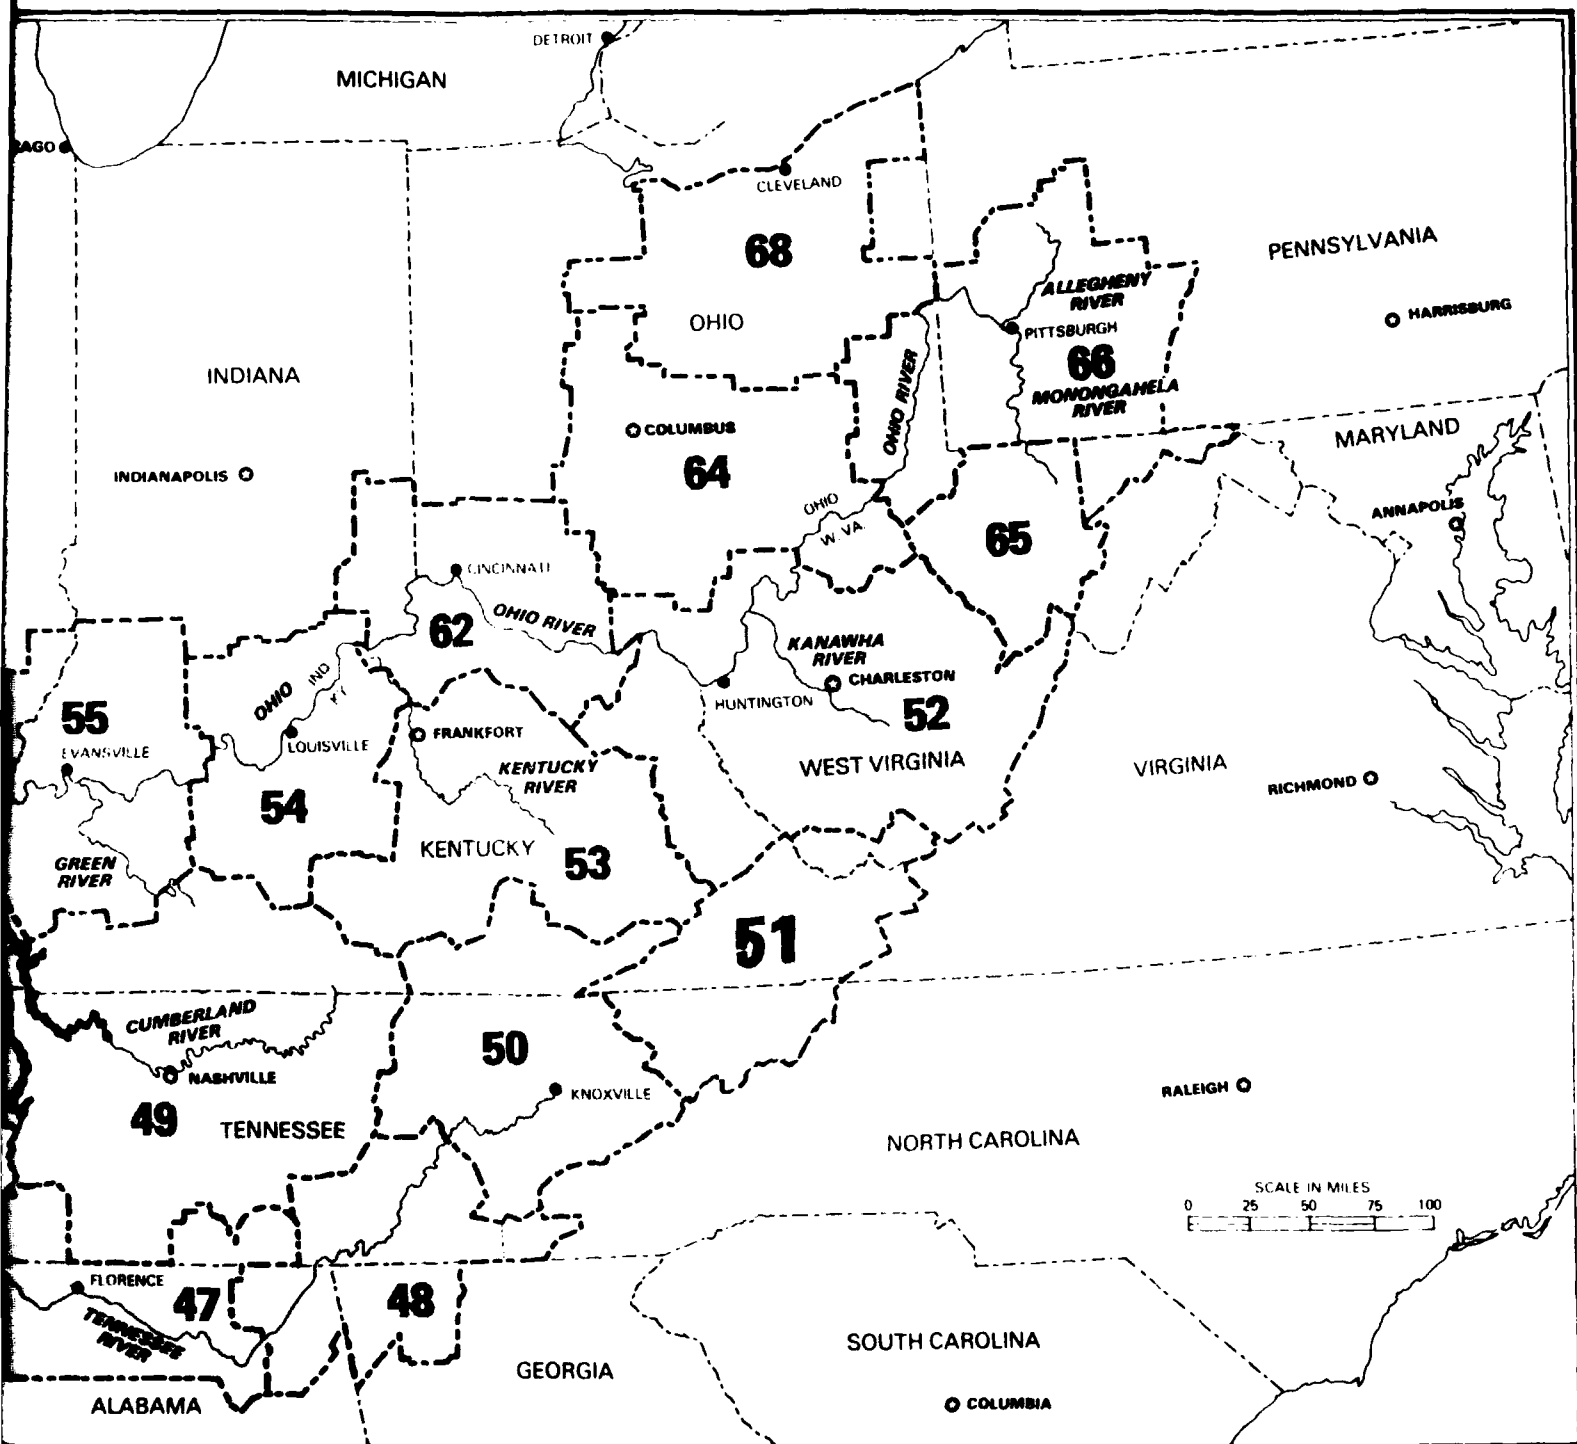 DETROIT
MICHIGAN
AGO
CLEVELAND
68
PENNSYLVANIA
ALLEGHENY
RIVER
HARRISBURG
OHIO
PITTSBURGH
66
INDIANA
OHIO RIVER
MONONGAHELA
RIVER
COLUMBUS
MARYLAND
64
INDIANAPOLIS
OHIO
W. VA.
ANNAPOLIS
65
CINCINNATI
62
OHIO RIVER
KANAWHA
RIVER
CHARLESTON
OHIO
IND
KY
HUNTINGTON
52
55
EVANSVILLE
LOUISVILLE
FRANKFORT
KENTUCKY
RIVER
WEST VIRGINIA
VIRGINIA
RICHMOND
54
KENTUCKY
53
GREEN
RIVER
51
CUMBERLAND
RIVER
50
NASHVILLE
KNOXVILLE
RALEIGH
49
TENNESSEE
NORTH CAROLINA
SCALE IN MILES
0 25 50 75 100
FLORENCE
47
48
TENNESSEE
RIVER
SOUTH CAROLINA
GEORGIA
ALABAMA
COLUMBIA